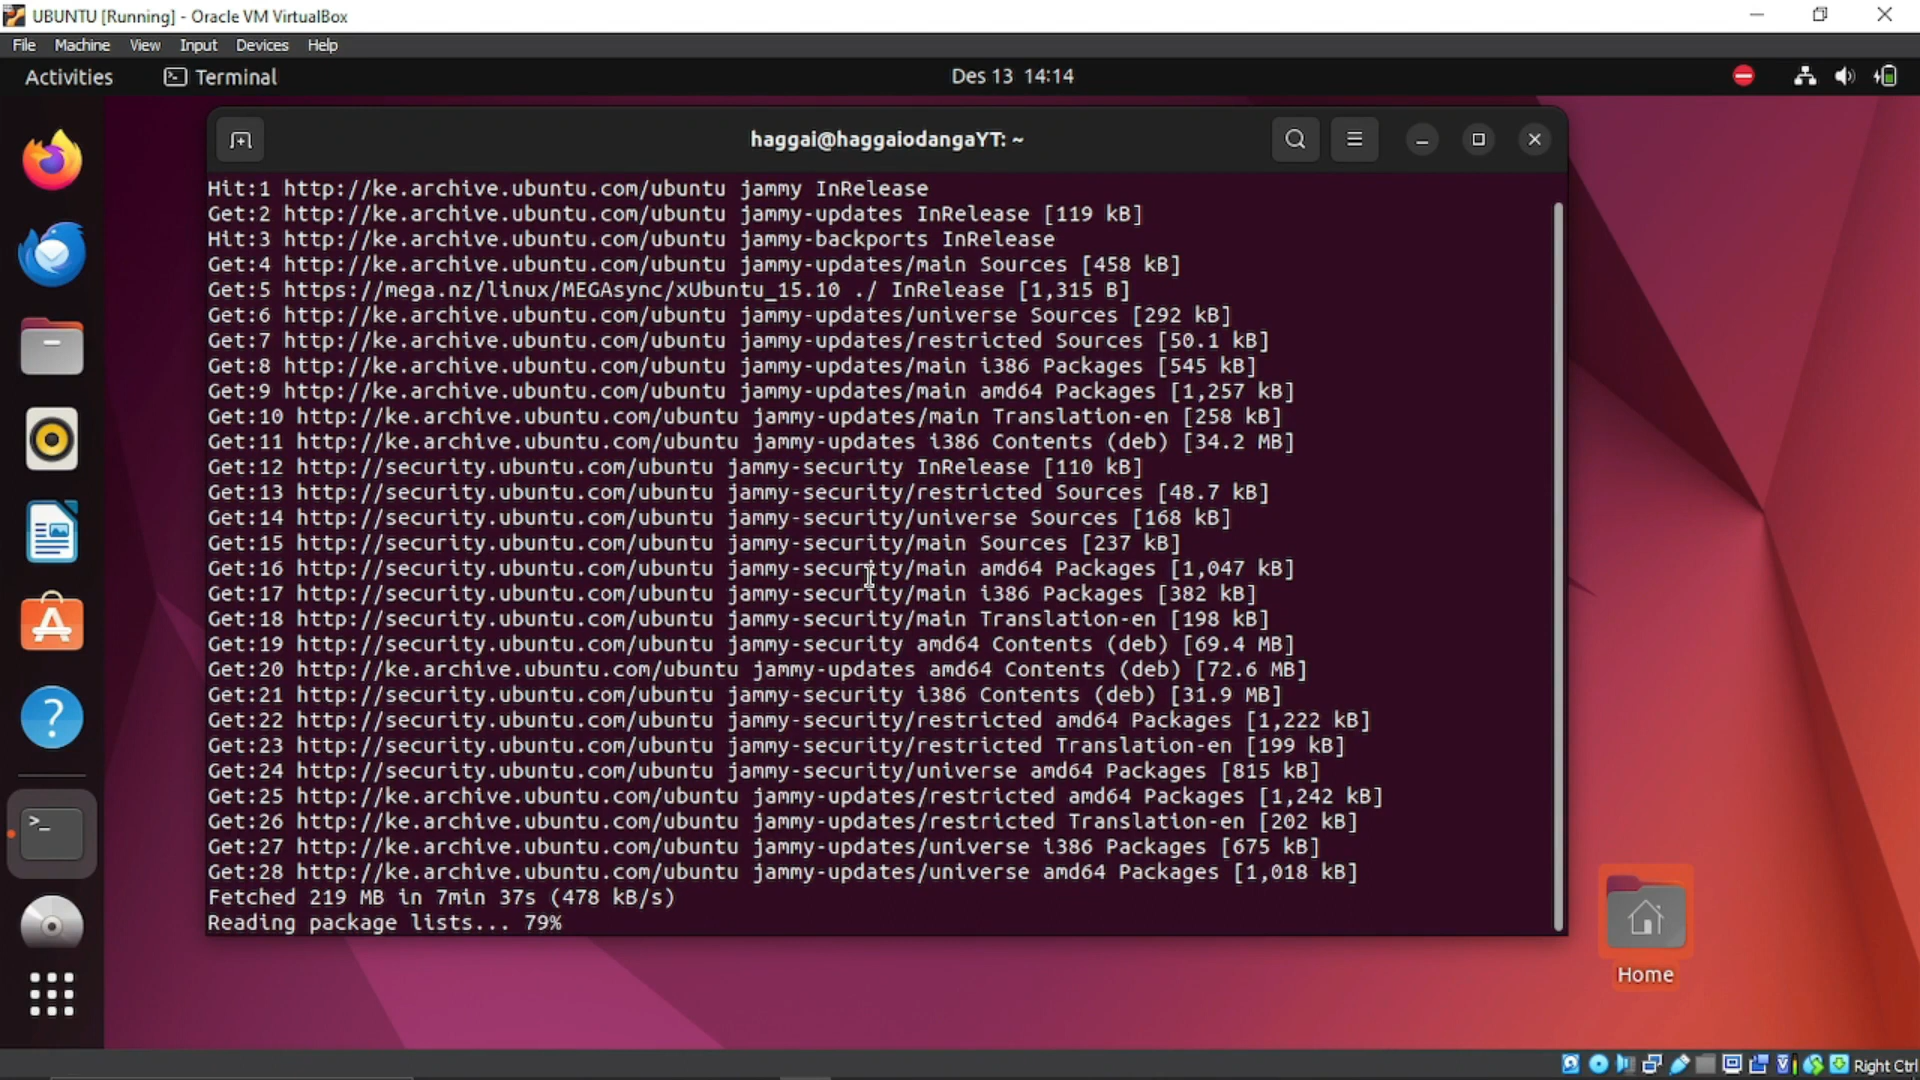 UBUNTU [Running] - Oracle VM VirtualBox
File Machine View Input Devices Help
Activities Terminal Des 13 14:14
haggai@haggaiodangaYT: ~
Hit:1 http://ke.archive.ubuntu.com/ubuntu jammy InRelease
Get:2 http://ke.archive.ubuntu.com/ubuntu jammy-updates InRelease [119 kB]
Hit:3 http://ke.archive.ubuntu.com/ubuntu jammy-backports InRelease
Get:4 http://ke.archive.ubuntu.com/ubuntu jammy-updates/main Sources [458 kB]
Get:5 https://mega.nz/linux/MEGAsync/xUbuntu_15.10 ./ InRelease [1,315 B]
Get:6 http://ke.archive.ubuntu.com/ubuntu jammy-updates/universe Sources [292 kB]
Get:7 http://ke.archive.ubuntu.com/ubuntu jammy-updates/restricted Sources [50.1 kB]
Get:8 http://ke.archive.ubuntu.com/ubuntu jammy-updates/main i386 Packages [545 kB]
Get:9 http://ke.archive.ubuntu.com/ubuntu jammy-updates/main amd64 Packages [1,257 kB]
Get:10 http://ke.archive.ubuntu.com/ubuntu jammy-updates/main Translation-en [258 kB]
Get:11 http://ke.archive.ubuntu.com/ubuntu jammy-updates i386 Contents (deb) [34.2 MB]
Get:12 http://security.ubuntu.com/ubuntu jammy-security InRelease [110 kB]
Get:13 http://security.ubuntu.com/ubuntu jammy-security/restricted Sources [48.7 kB]
Get:14 http://security.ubuntu.com/ubuntu jammy-security/universe Sources [168 kB]
Get:15 http://security.ubuntu.com/ubuntu jammy-security/main Sources [237 kB]
Get:16 http://security.ubuntu.com/ubuntu jammy-security/main amd64 Packages [1,047 kB]
Get:17 http://security.ubuntu.com/ubuntu jammy-security/main i386 Packages [382 kB]
Get:18 http://security.ubuntu.com/ubuntu jammy-security/main Translation-en [198 kB]
Get:19 http://security.ubuntu.com/ubuntu jammy-security amd64 Contents (deb) [69.4 MB]
Get:20 http://ke.archive.ubuntu.com/ubuntu jammy-updates amd64 Contents (deb) [72.6 MB]
Get:21 http://security.ubuntu.com/ubuntu jammy-security i386 Contents (deb) [31.9 MB]
Get:22 http://security.ubuntu.com/ubuntu jammy-security/restricted amd64 Packages [1,222 kB]
Get:23 http://security.ubuntu.com/ubuntu jammy-security/restricted Translation-en [199 kB]
Get:24 http://security.ubuntu.com/ubuntu jammy-security/universe amd64 Packages [815 kB]
Get:25 http://ke.archive.ubuntu.com/ubuntu jammy-updates/restricted amd64 Packages [1,242 kB]
Get:26 http://ke.archive.ubuntu.com/ubuntu jammy-updates/restricted Translation-en [202 kB]
Get:27 http://ke.archive.ubuntu.com/ubuntu jammy-updates/universe i386 Packages [675 kB]
Get:28 http://ke.archive.ubuntu.com/ubuntu jammy-updates/universe amd64 Packages [1,018 kB]
Fetched 219 MB in 7min 37s (478 kB/s)
Reading package lists... 79%
Home
Right Ctrl